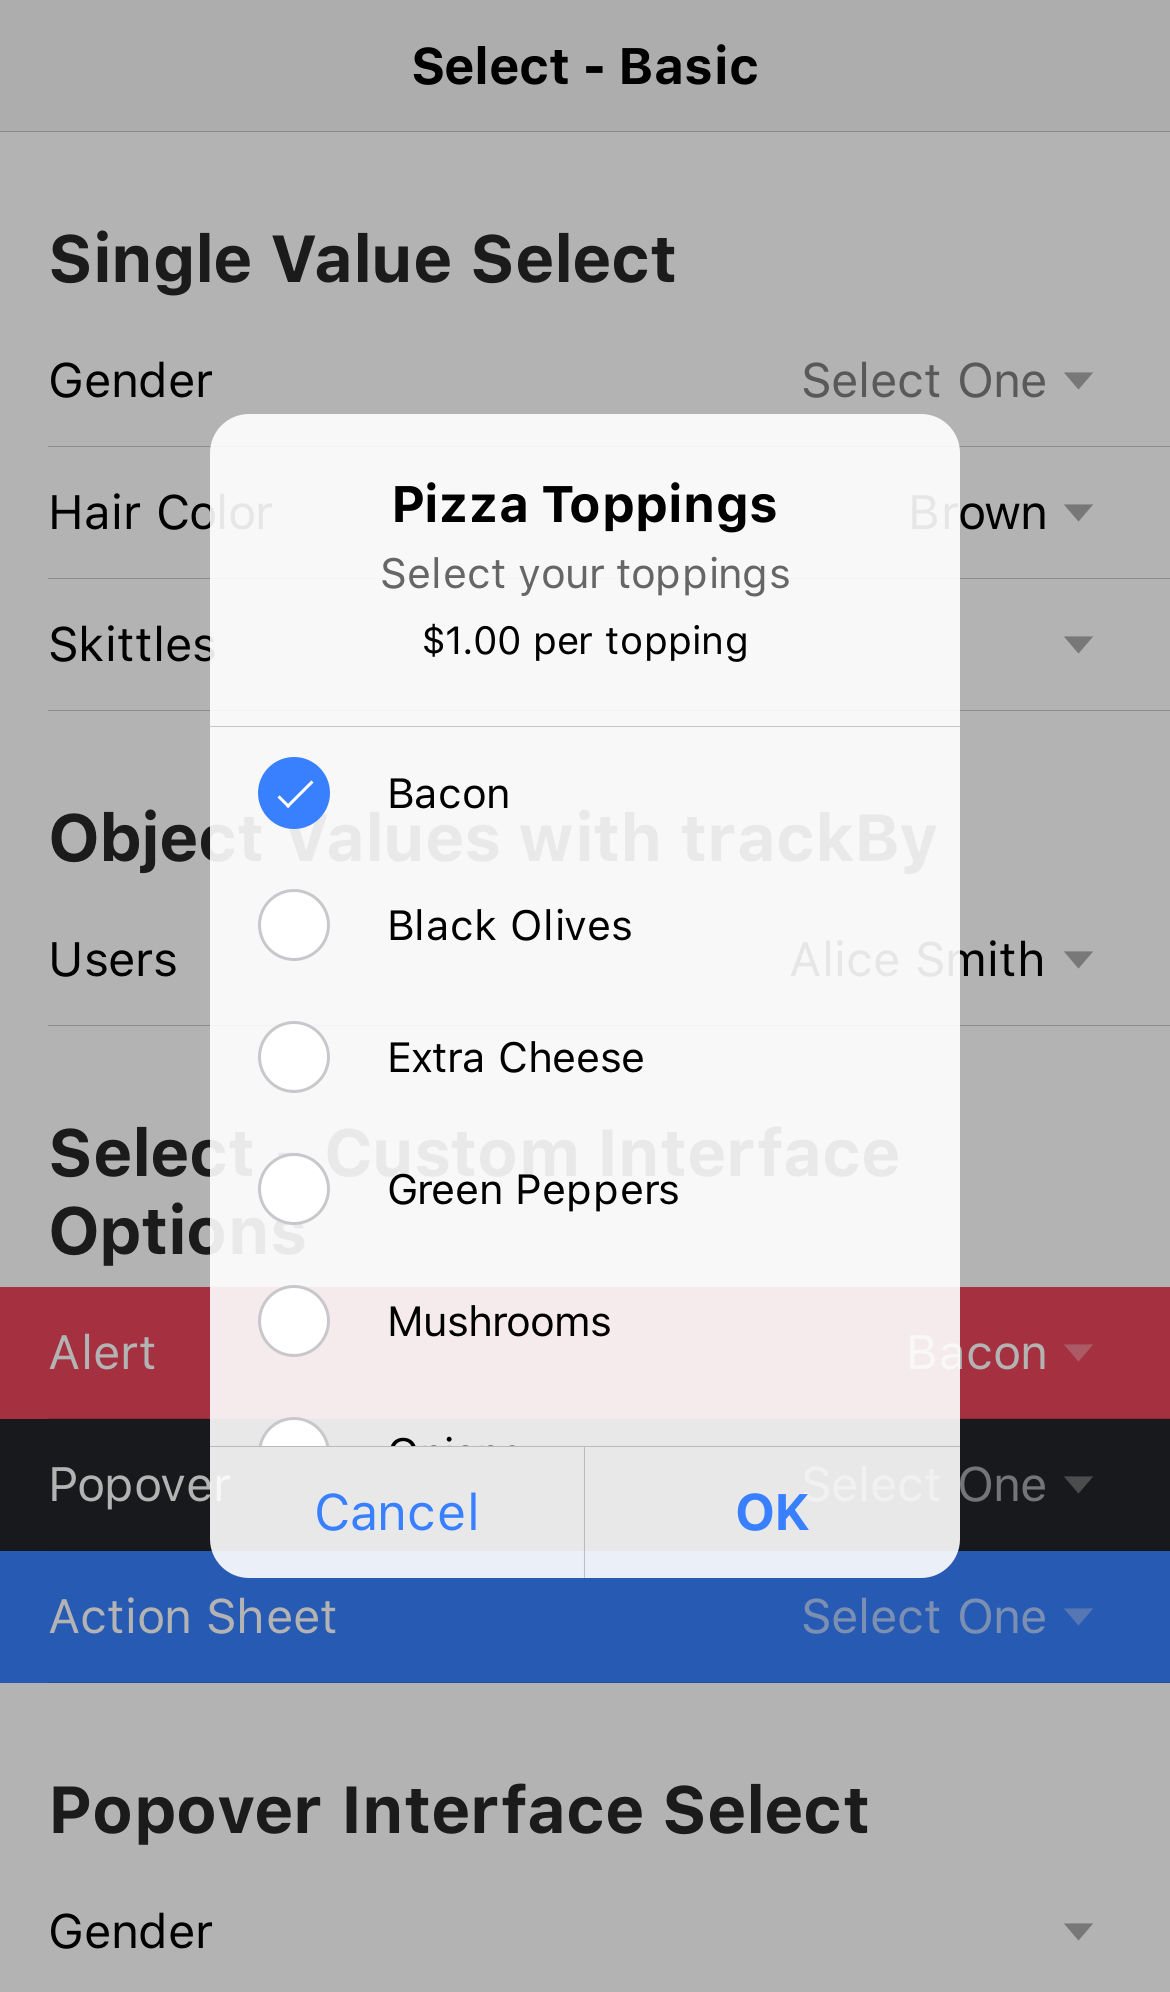 Select - Basic
Single Value Select
Gender Select One
Hair Color Brown
Skittles
Object Values with trackBy
Users Alice Smith
Select - Custom Interface
Options
Alert Bacon
Popover Select One
Action Sheet Select One
Popover Interface Select
Gender
Pizza Toppings
Select your toppings
$1.00 per topping
Bacon
Black Olives
Extra Cheese
Green Peppers
Mushrooms
Cancel OK